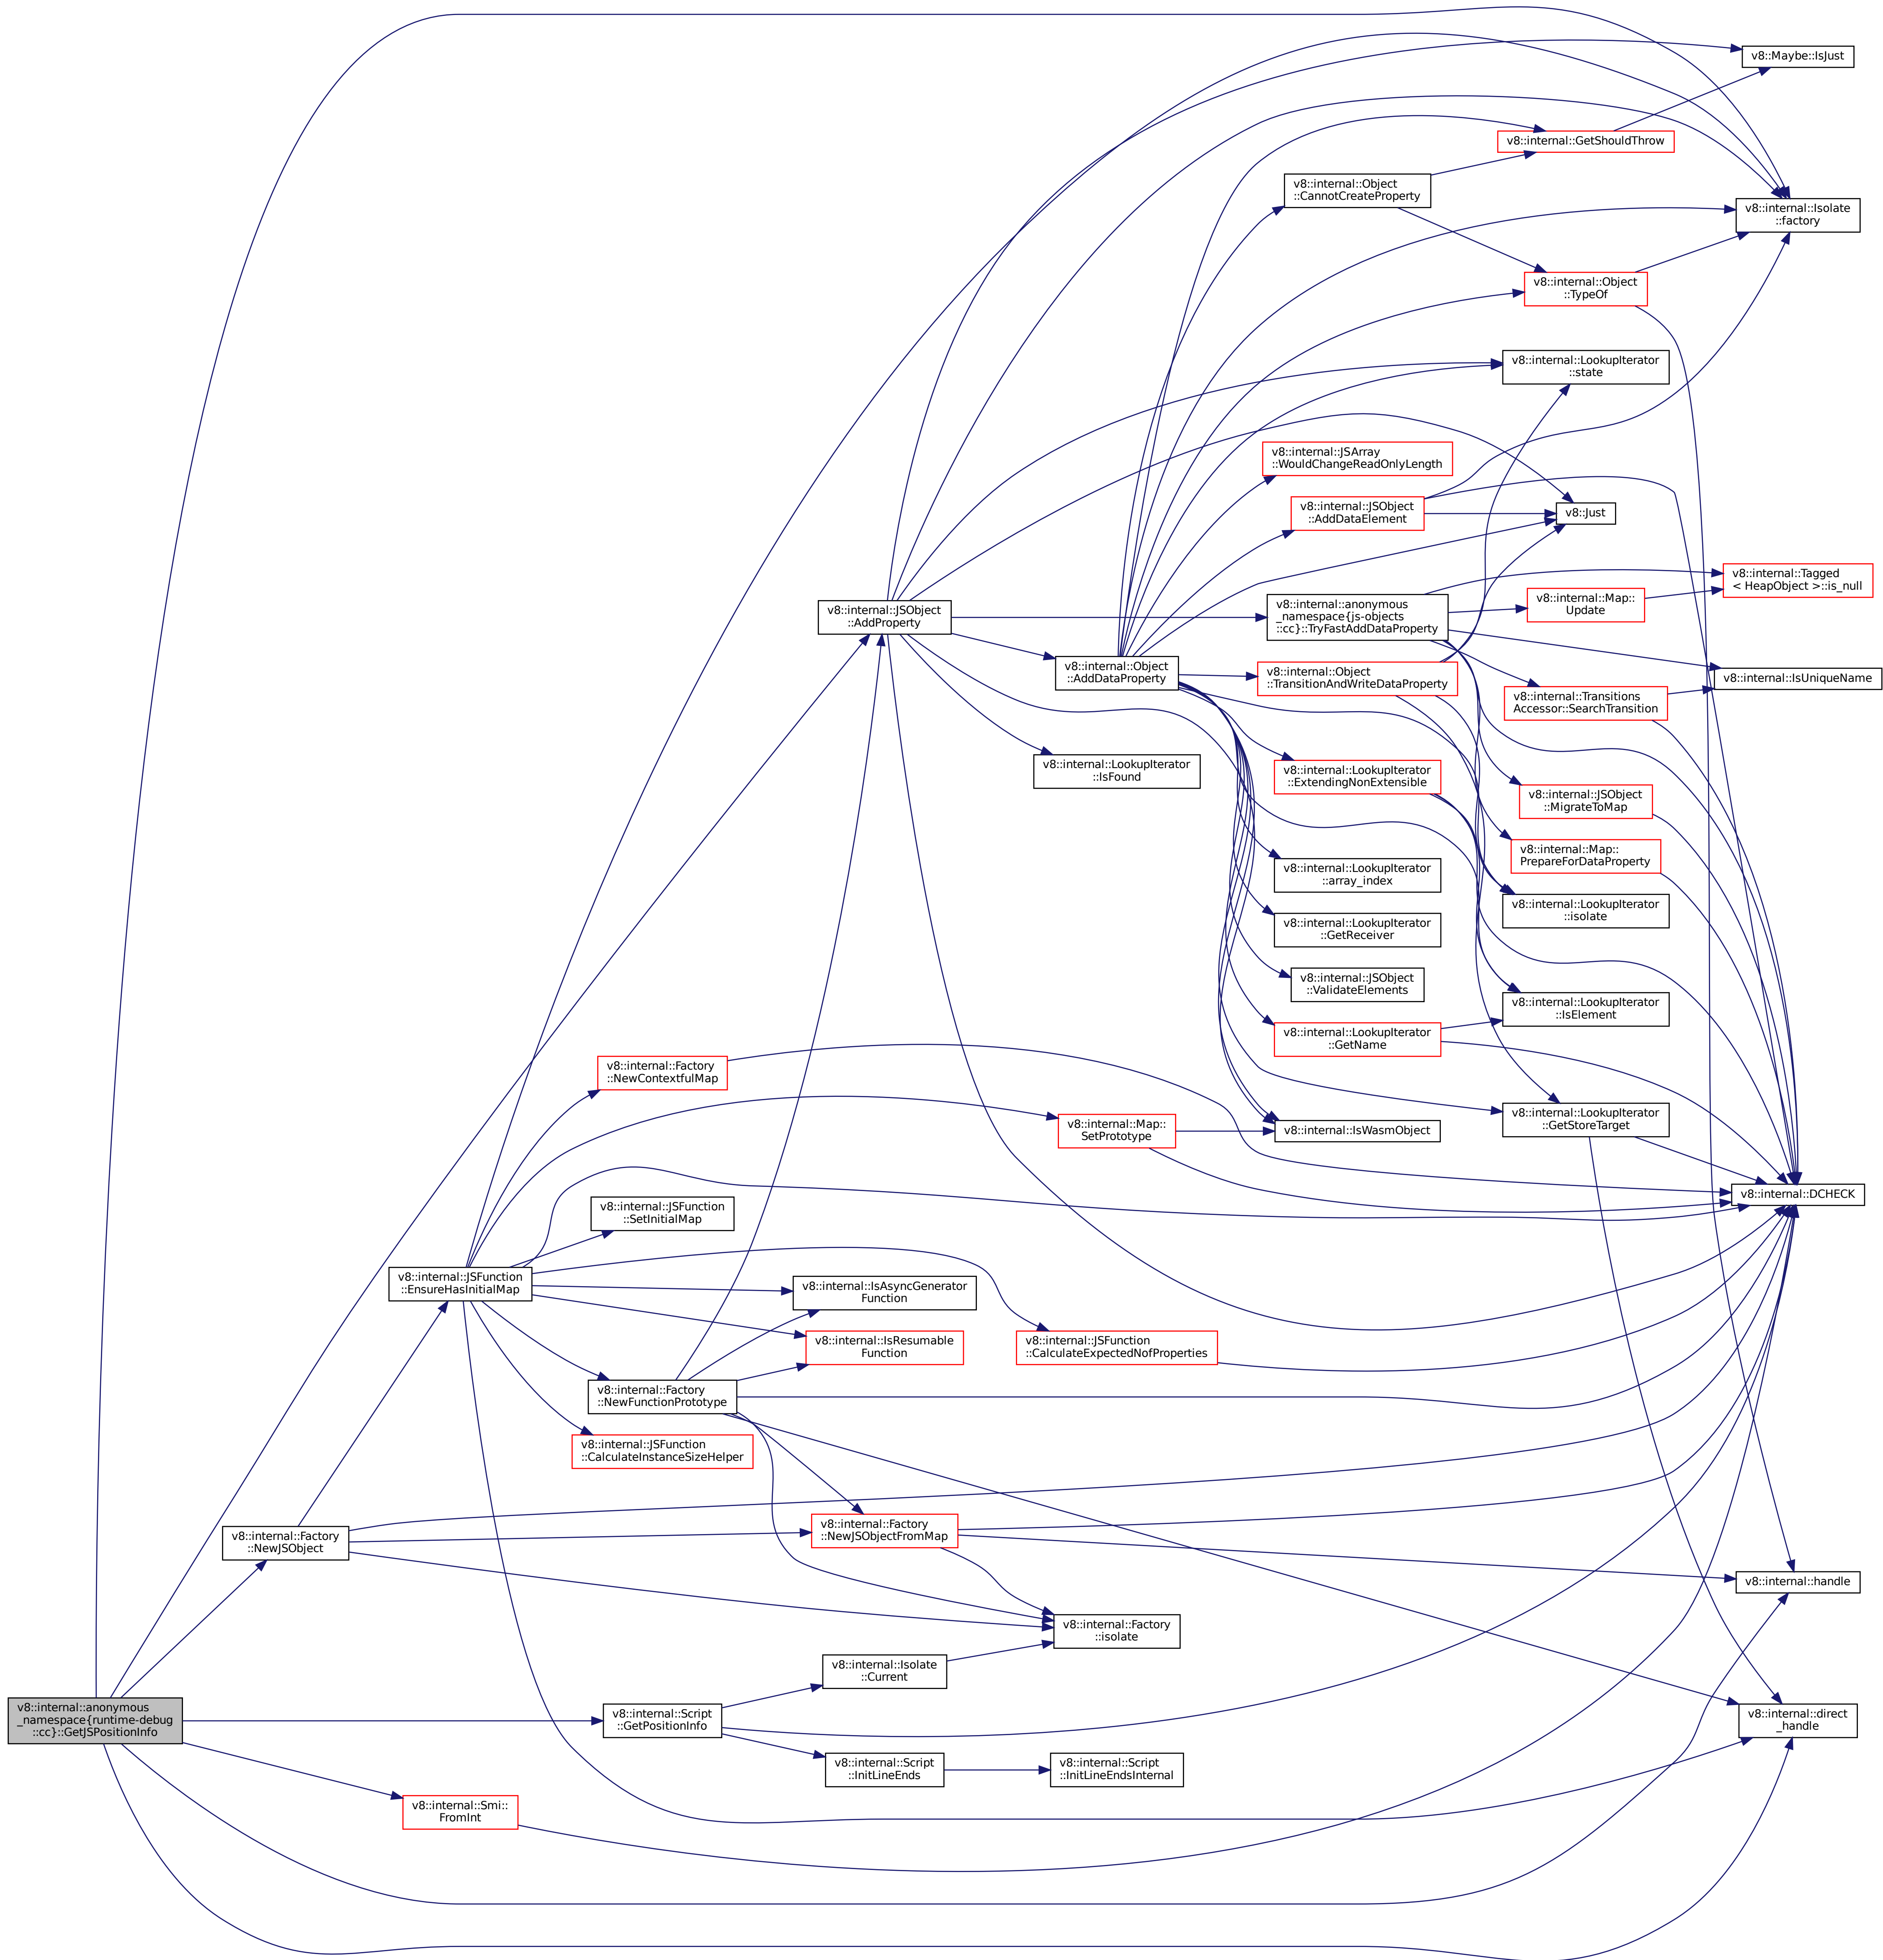 v8::Maybe::IsJust
v8::internal::GetShouldThrow
v8::internal::Object
::CannotCreateProperty
v8::internal::Isolate
::factory
v8::internal::Object
::TypeOf
v8::internal::LookupIterator
::state
v8::internal::JSArray
::WouldChangeReadOnlyLength
v8::internal::JSObject
::AddDataElement
v8::Just
v8::internal::Tagged
< HeapObject >::is_null
v8::internal::Map::
Update
v8::internal::JSObject
::AddProperty
v8::internal::anonymous
_namespace{js-objects
::cc}::TryFastAddDataProperty
v8::internal::Object
::AddDataProperty
v8::internal::Object
::TransitionAndWriteDataProperty
v8::internal::IsUniqueName
v8::internal::Transitions
Accessor::SearchTransition
v8::internal::LookupIterator
::IsFound
v8::internal::LookupIterator
::ExtendingNonExtensible
v8::internal::JSObject
::MigrateToMap
v8::internal::Map::
PrepareForDataProperty
v8::internal::LookupIterator
::array_index
v8::internal::LookupIterator
::isolate
v8::internal::LookupIterator
::GetReceiver
v8::internal::JSObject
::ValidateElements
v8::internal::LookupIterator
::IsElement
v8::internal::LookupIterator
::GetName
v8::internal::Factory
::NewContextfulMap
v8::internal::Map::
SetPrototype
v8::internal::IsWasmObject
v8::internal::LookupIterator
::GetStoreTarget
v8::internal::DCHECK
v8::internal::JSFunction
::SetInitialMap
v8::internal::JSFunction
::EnsureHasInitialMap
v8::internal::IsAsyncGenerator
Function
v8::internal::IsResumable
Function
v8::internal::JSFunction
::CalculateExpectedNofProperties
v8::internal::Factory
::NewFunctionPrototype
v8::internal::JSFunction
::CalculateInstanceSizeHelper
v8::internal::Factory
::NewJSObject
v8::internal::Factory
::NewJSObjectFromMap
v8::internal::handle
v8::internal::Factory
::isolate
v8::internal::Isolate
::Current
v8::internal::anonymous
_namespace{runtime-debug
::cc}::GetJSPositionInfo
v8::internal::Script
::GetPositionInfo
v8::internal::direct
_handle
v8::internal::Script
::InitLineEnds
v8::internal::Script
::InitLineEndsInternal
v8::internal::Smi::
FromInt